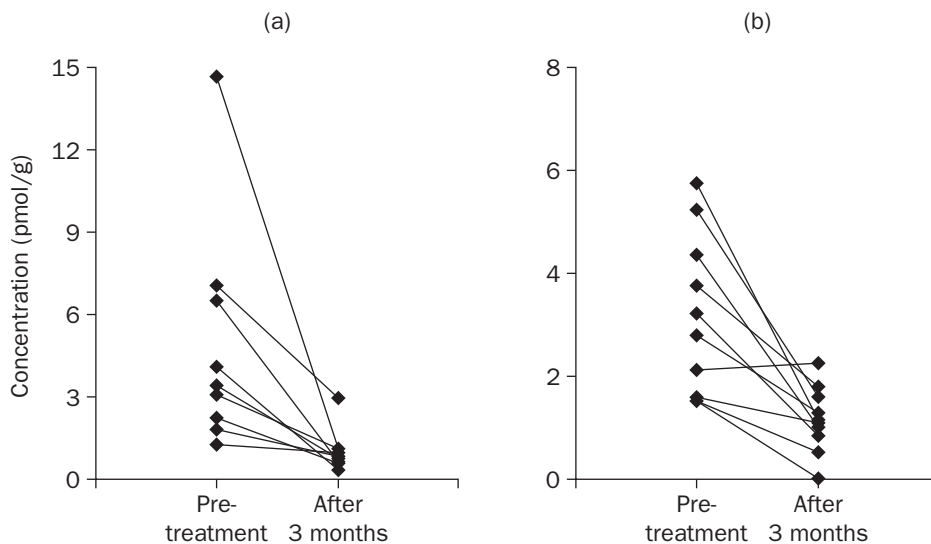 (a)
(b)
Concentration (pmol/g)
15
12
9
6
3
0
Pre-
treatment
After
3 months
8
6
4
2
0
Pre-
treatment
After
3 months